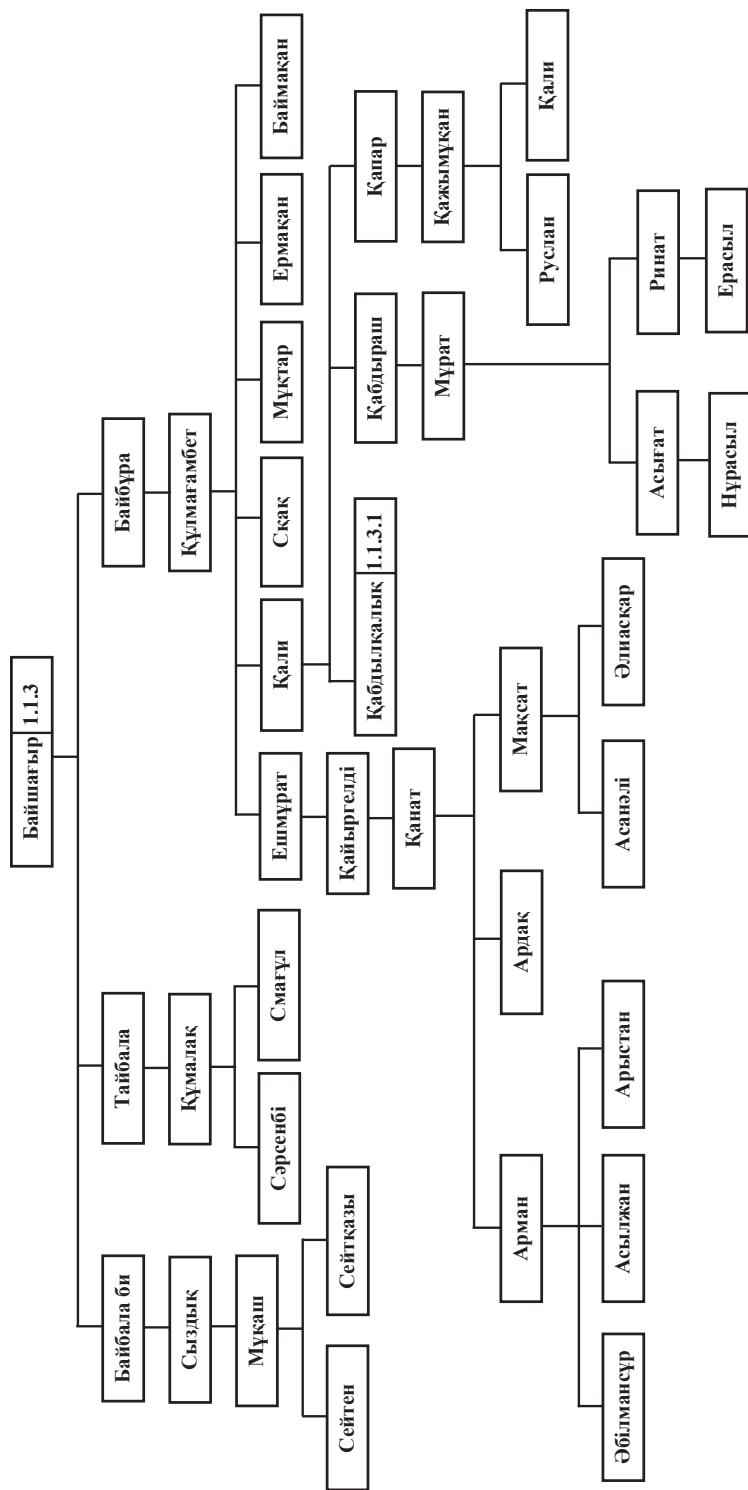 Байшағыр 1.1.3
Байбала би
Тайбала
Байбұра
Сыздық
Құмалақ
Құлмағамбет
Мұқаш
Сәрсенбі
Смағұл
Ешмұрат
Қали
Сқақ
Мұқтар
Ермақан
Баймақан
Сейтен
Сейтқазы
Қайыргелді
Қабдылқалық 1.1.3.1
Қабдыраш
Қапар
Қанат
Мұрат
Қажымұқан
Арман
Ардақ
Мақсат
Асығат
Ринат
Руслан
Қали
Әбілмансұр
Асылжан
Арыстан
Асанәлі
Әлиасқар
Нұрасыл
Ерасыл